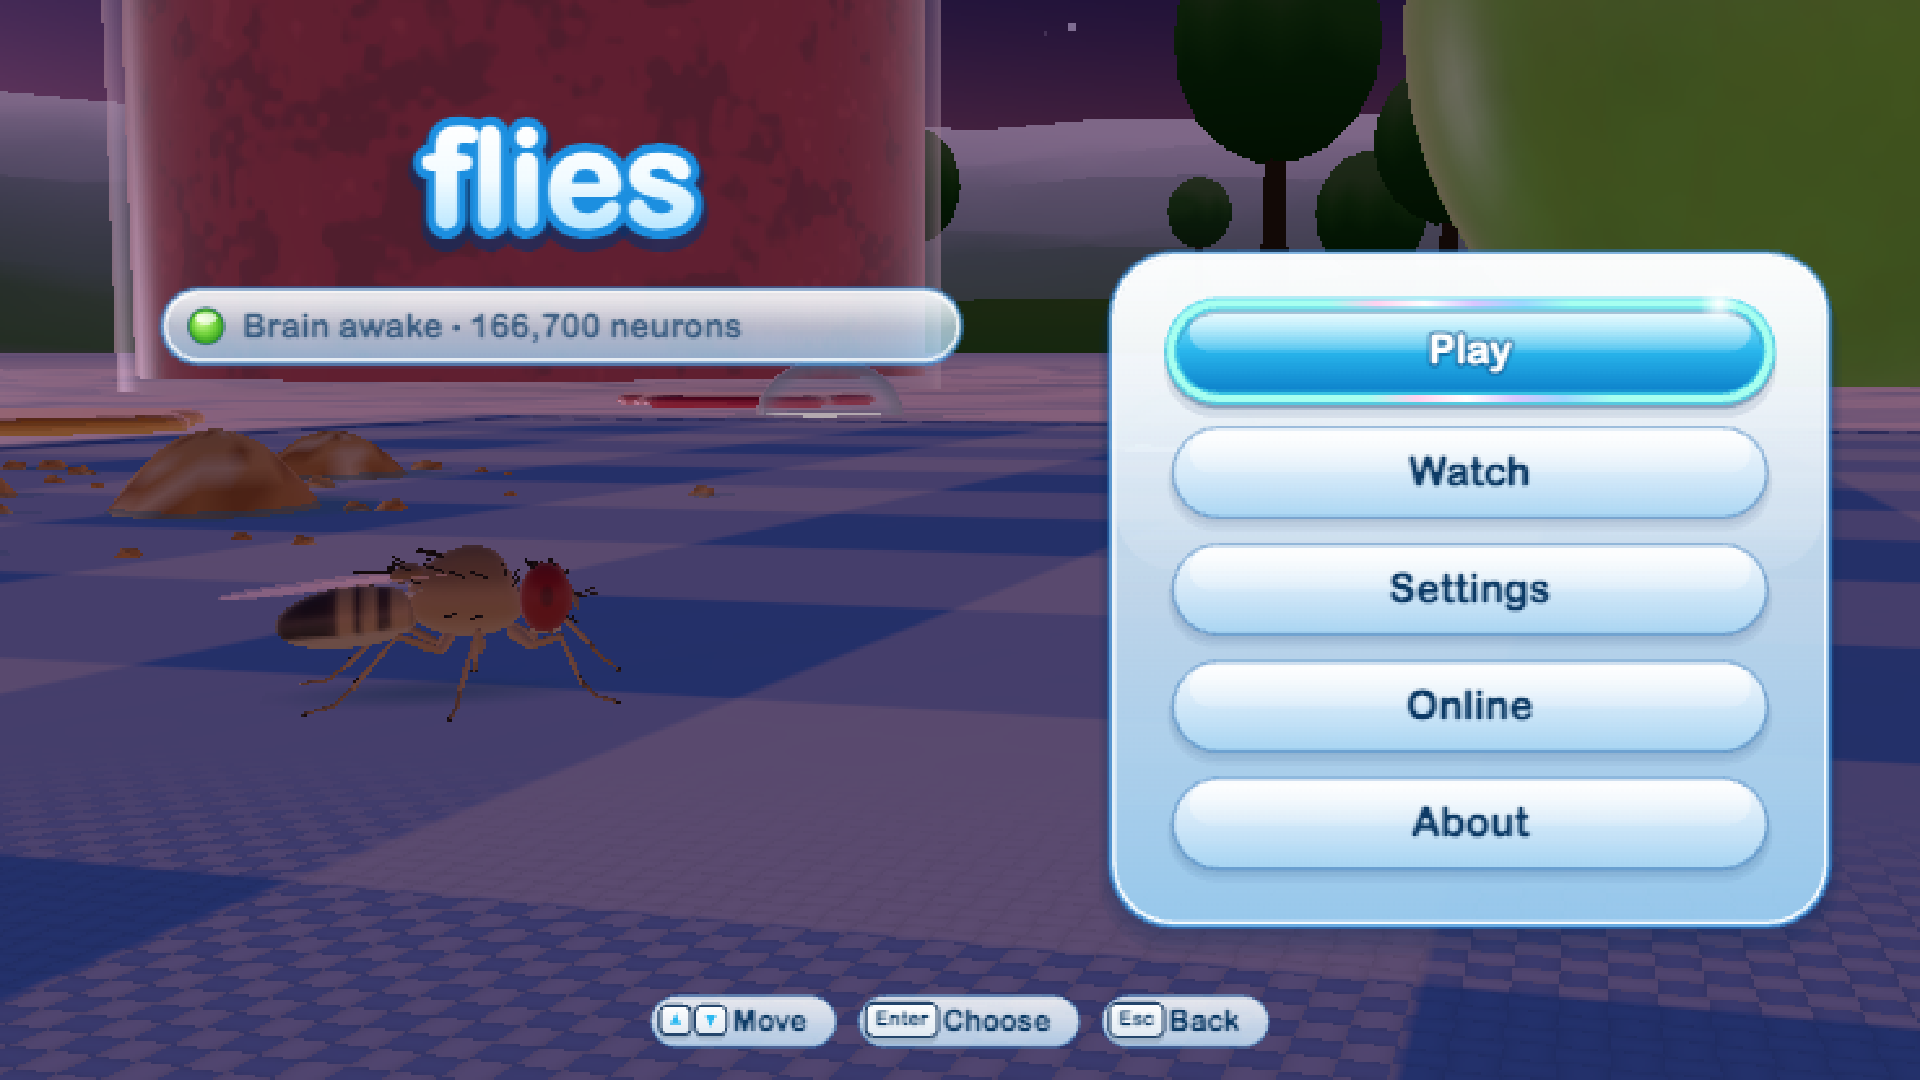 flies
Brain awake · 166,700 neurons
Play
Watch
Settings
Online
About
▲ ▼ Move
Enter Choose
Esc Back